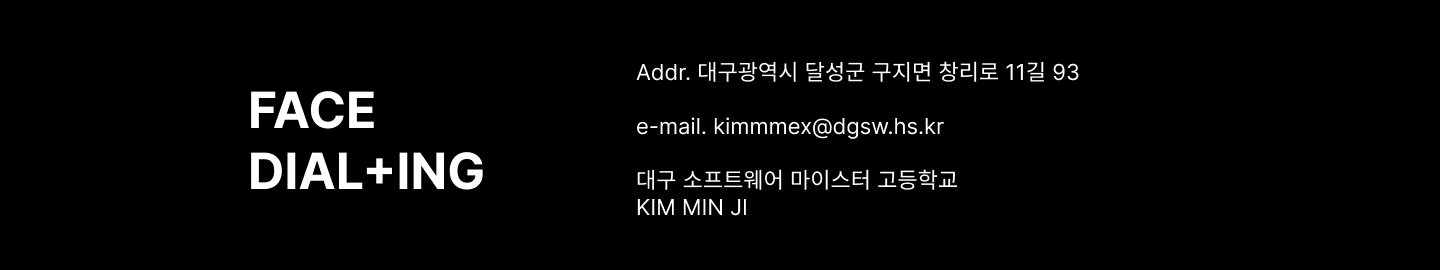 FACE
DIAL+ING
Addr. 대구광역시 달성군 구지면 창리로 11길 93
e-mail. kimmmex@dgsw.hs.kr
대구 소프트웨어 마이스터 고등학교
KIM MIN JI